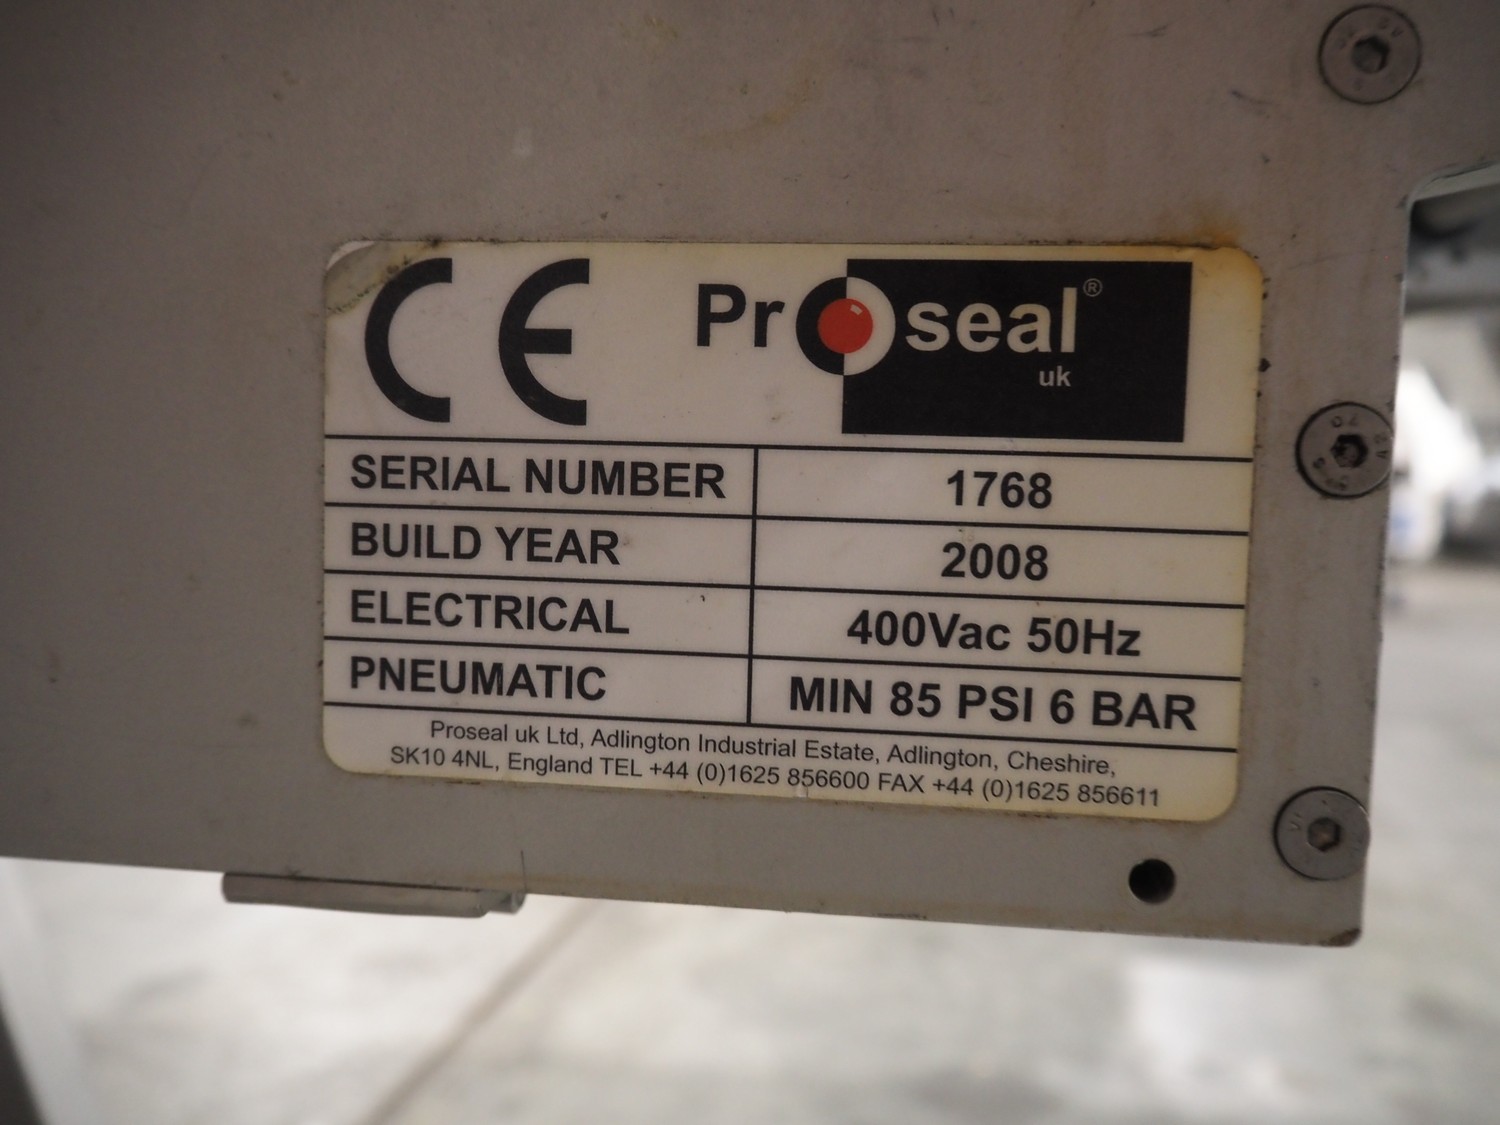 CE Proseal®
uk
SERIAL NUMBER 1768
BUILD YEAR 2008
ELECTRICAL 400Vac 50Hz
PNEUMATIC MIN 85 PSI 6 BAR
Proseal uk Ltd, Adlington Industrial Estate, Adlington, Cheshire,
SK10 4NL, England TEL +44 (0)1625 856600 FAX +44 (0)1625 856611